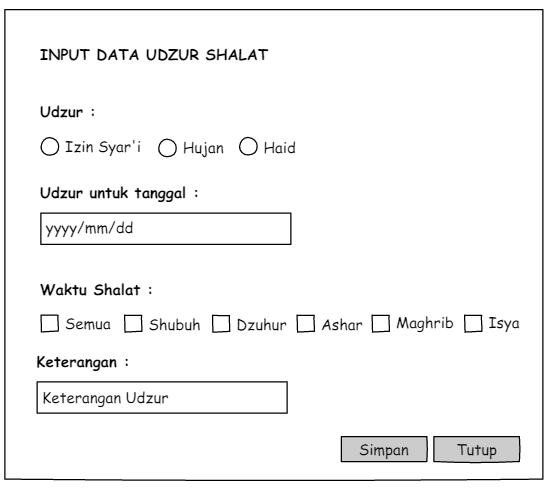 INPUT DATA UDZUR SHALAT
Udzur :
Izin Syar'i Hujan Haid
Udzur untuk tanggal :
yyyy/mm/dd
Waktu Shalat :
Semua Shubuh Dzuhur Ashar Maghrib Isya
Keterangan :
Keterangan Udzur
Simpan Tutup